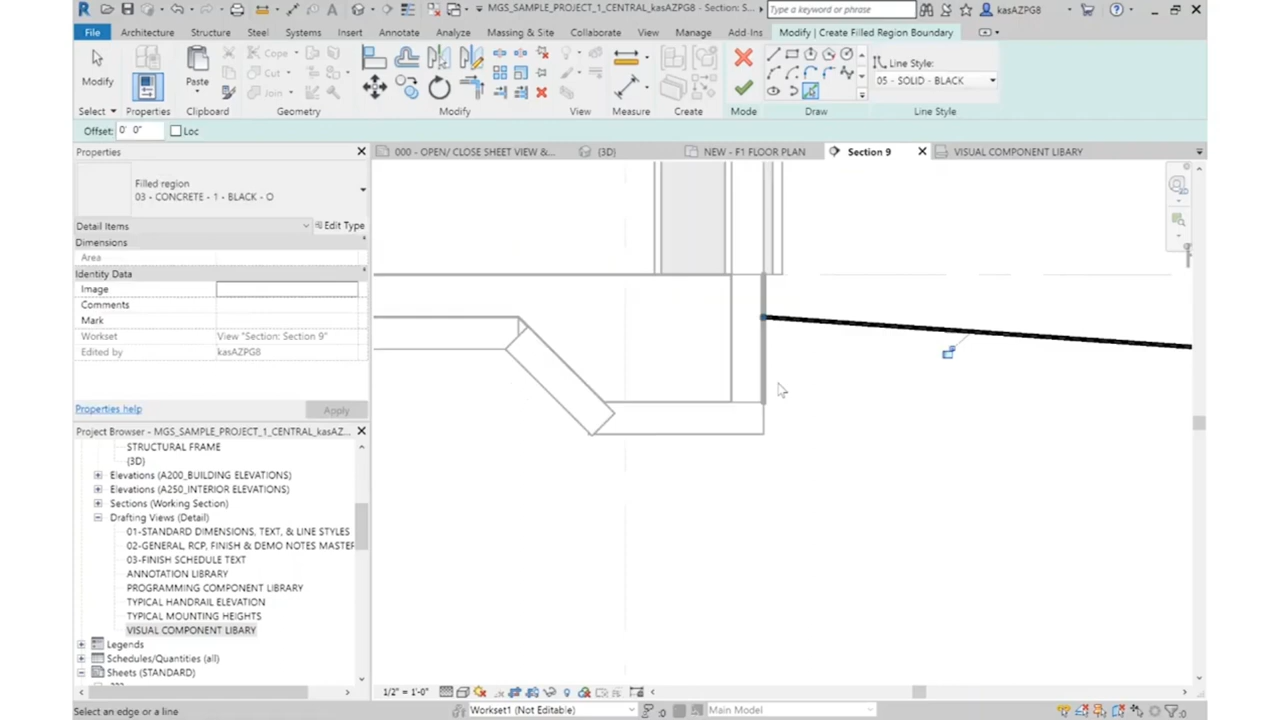 MGS_SAMPLE_PROJECT_1_CENTRAL_kasAZPG8 - Section: S...
Type a keyword or phrase
kasAZPG8
File
Architecture
Structure
Steel
Systems
Insert
Annotate
Analyze
Massing & Site
Collaborate
View
Manage
Add-Ins
Modify | Create Filled Region Boundary
Modify
Paste
Cope
Cut
Join
Line Style:
05 - SOLID - BLACK
Select
Properties
Clipboard
Geometry
Modify
View
Measure
Create
Mode
Draw
Line Style
Offset: 0' 0"
Loc
Properties
000 - OPEN/ CLOSE SHEET VIEW &...
{3D}
NEW - F1 FLOOR PLAN
Section 9
VISUAL COMPONENT LIBRARY
Filled region
03 - CONCRETE - 1 - BLACK - O
Detail Items
Edit Type
Dimensions
Area
Identity Data
Image
Comments
Mark
Workset
View "Section: Section 9"
Edited by
kasAZPG8
Properties help
Apply
Project Browser - MGS_SAMPLE_PROJECT_1_CENTRAL_kasAZ...
STRUCTURAL FRAME
{3D}
Elevations (A200_BUILDING ELEVATIONS)
Elevations (A250_INTERIOR ELEVATIONS)
Sections (Working Section)
Drafting Views (Detail)
01-STANDARD DIMENSIONS, TEXT, & LINE STYLES
02-GENERAL, RCP, FINISH & DEMO NOTES MASTER
03-FINISH SCHEDULE TEXT
ANNOTATION LIBRARY
PROGRAMMING COMPONENT LIBRARY
TYPICAL HANDRAIL ELEVATION
TYPICAL MOUNTING HEIGHTS
VISUAL COMPONENT LIBARY
Legends
Schedules/Quantities (all)
Sheets (STANDARD)
1/2" = 1'-0"
Select an edge or a line
Workset1 (Not Editable)
:0
Main Model
:0